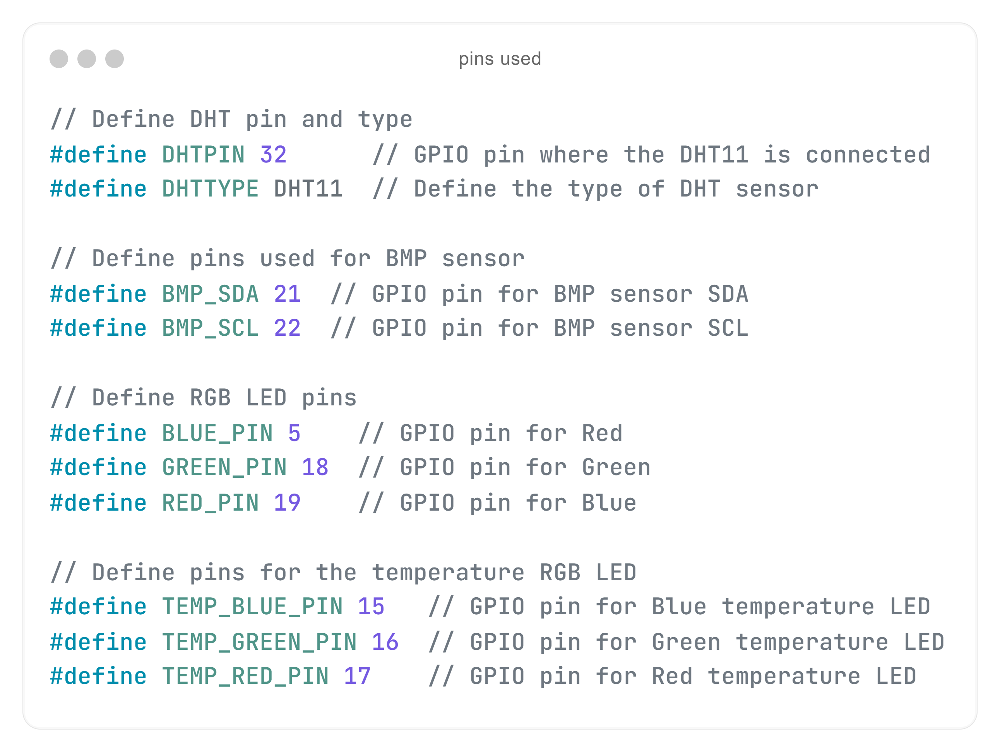 pins used
// Define DHT pin and type
#define DHTPIN 32      // GPIO pin where the DHT11 is connected
#define DHTTYPE DHT11  // Define the type of DHT sensor
// Define pins used for BMP sensor
#define BMP_SDA 21  // GPIO pin for BMP sensor SDA
#define BMP_SCL 22  // GPIO pin for BMP sensor SCL
// Define RGB LED pins
#define BLUE_PIN 5    // GPIO pin for Red
#define GREEN_PIN 18  // GPIO pin for Green
#define RED_PIN 19    // GPIO pin for Blue
// Define pins for the temperature RGB LED
#define TEMP_BLUE_PIN 15   // GPIO pin for Blue temperature LED
#define TEMP_GREEN_PIN 16  // GPIO pin for Green temperature LED
#define TEMP_RED_PIN 17    // GPIO pin for Red temperature LED